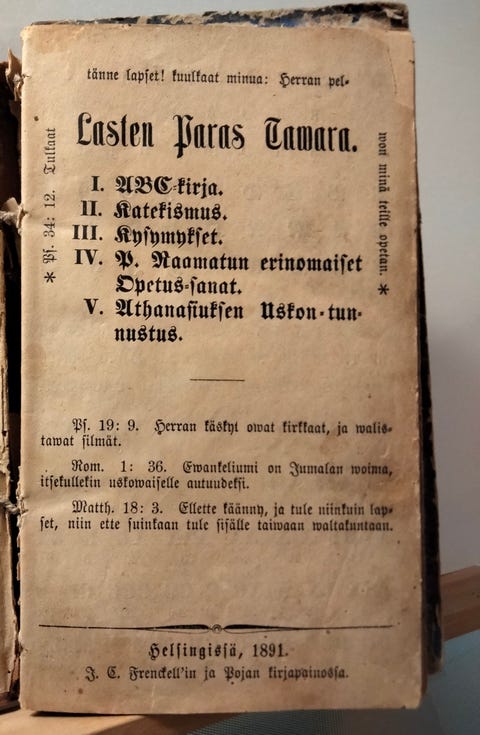 * Ps. 34: 12. Tulkaat
tänne lapset! kuulkaat minua: Herran pel-
won minä teille opetan. *
Lasten Paras Tawara.
I. ABC-kirja.
II. Katekismus.
III. Kysymykset.
IV. P. Raamatun erinomaiset
Opetus-sanat.
V. Athanasiuksen Uskon-tun-
nustus.
Ps. 19: 9. Herran käskyt owat kirkkaat, ja walis-
tawat silmät.
Rom. 1: 36. Ewankeliumi on Jumalan woima,
itsekullekin uskowaiselle autuudeksi.
Matth. 18: 3. Ellette käänny, ja tule niinkuin lap-
set, niin ette suinkaan tule sisälle taiwaan waltakuntaan.
Helsingissä, 1891.
J. C. Frenckell'in ja Pojan kirjapainossa.